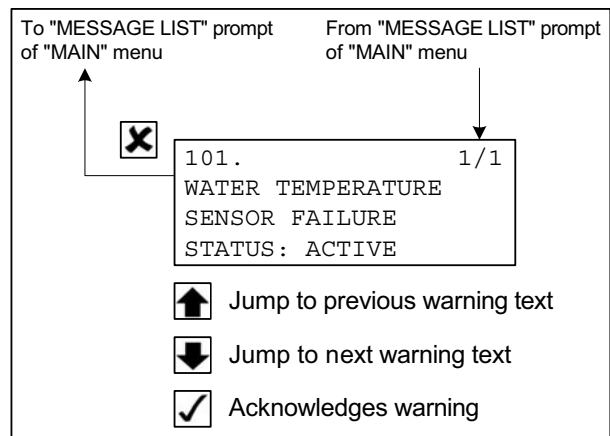 To "MESSAGE LIST" prompt
of "MAIN" menu
From "MESSAGE LIST" prompt
of "MAIN" menu
101. 1/1
WATER TEMPERATURE
SENSOR FAILURE
STATUS: ACTIVE
Jump to previous warning text
Jump to next warning text
Acknowledges warning